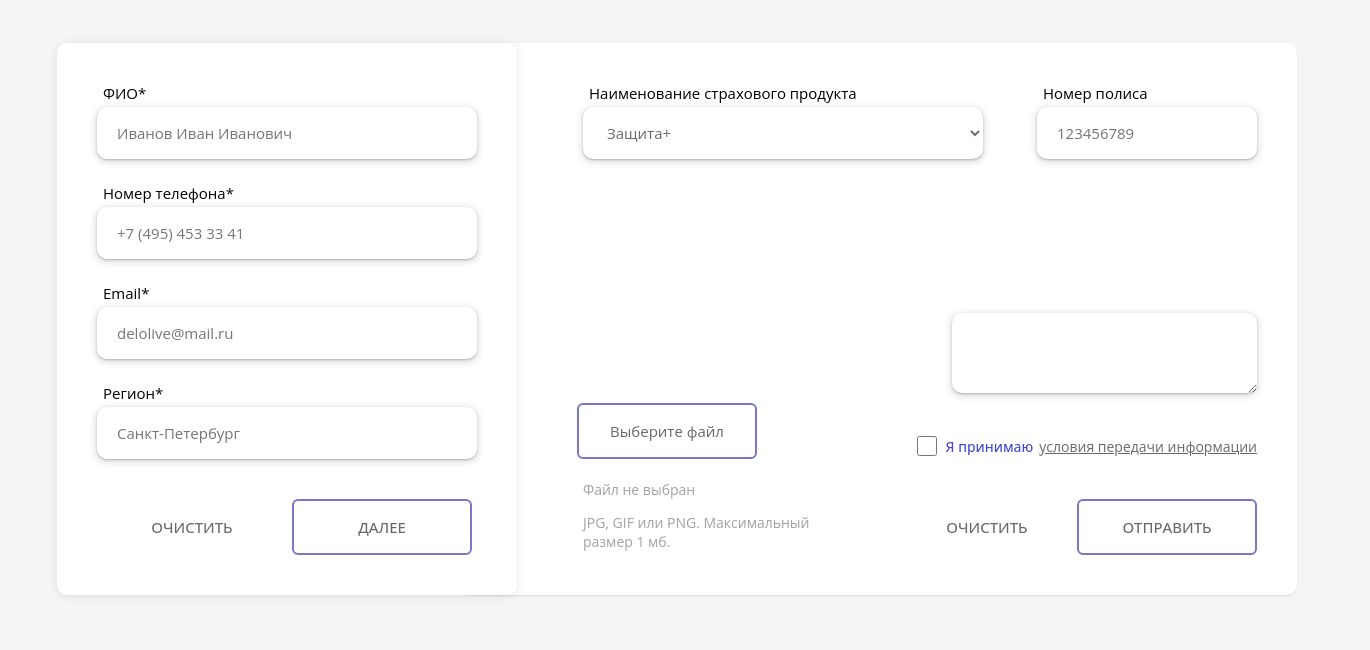 ФИО*
Иванов Иван Иванович
Номер телефона*
+7 (495) 453 33 41
Email*
delolive@mail.ru
Регион*
Санкт-Петербург
ОЧИСТИТЬ
ДАЛЕЕ
Наименование страхового продукта
Защита+
Номер полиса
123456789
Выберите файл
Файл не выбран
JPG, GIF или PNG. Максимальный
размер 1 мб.
Я принимаю условия передачи информации
ОЧИСТИТЬ
ОТПРАВИТЬ